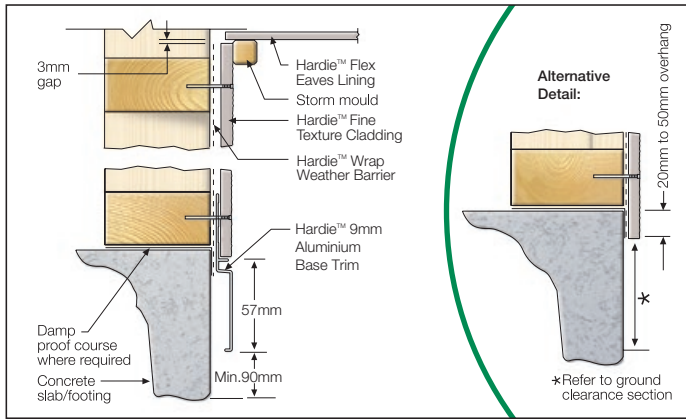 3mm
gap
Hardie™ Flex
Eaves Lining
Storm mould
Hardie™ Fine
Texture Cladding
Hardie™ Wrap
Weather Barrier
Hardie™ 9mm
Aluminium
Base Trim
57mm
Min.90mm
Damp
proof course
where required
Concrete
slab/footing
Alternative
Detail:
20mm to 50mm overhang
*
*Refer to ground
clearance section